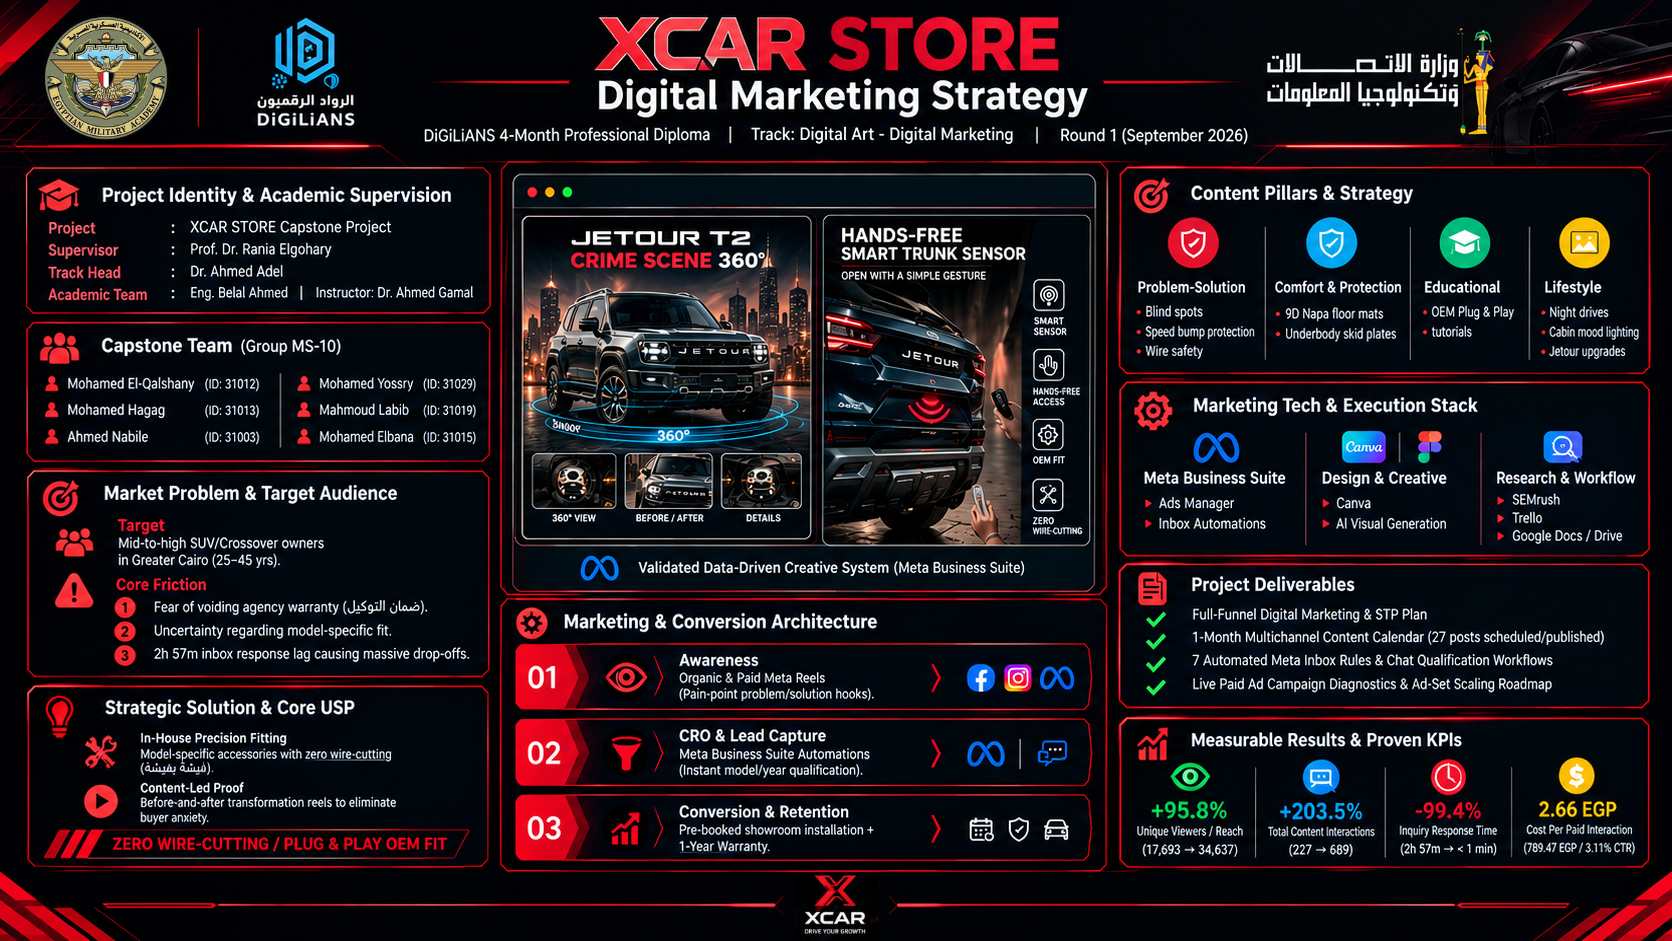 الأكاديمية العسكرية المصرية
EGYPTIAN MILITARY ACADEMY
الرواد الرقميون
DiGiLiANS
XCAR STORE
Digital Marketing Strategy
DiGiLiANS 4-Month Professional Diploma | Track: Digital Art - Digital Marketing | Round 1 (September 2026)
وزارة الاتصالات
وتكنولوجيا المعلومات
Project Identity & Academic Supervision
Project : XCAR STORE Capstone Project
Supervisor : Prof. Dr. Rania Elgohary
Track Head : Dr. Ahmed Adel
Academic Team : Eng. Belal Ahmed | Instructor: Dr. Ahmed Gamal
Capstone Team (Group MS-10)
Mohamed El-Qalshany (ID: 31012)
Mohamed Yossry (ID: 31029)
Mohamed Hagag (ID: 31013)
Mahmoud Labib (ID: 31019)
Ahmed Nabile (ID: 31003)
Mohamed Elbana (ID: 31015)
Market Problem & Target Audience
Target
Mid-to-high SUV/Crossover owners
in Greater Cairo (25–45 yrs).
Core Friction
1 Fear of voiding agency warranty (ضمان التوكيل).
2 Uncertainty regarding model-specific fit.
3 2h 57m inbox response lag causing massive drop-offs.
Strategic Solution & Core USP
In-House Precision Fitting
Model-specific accessories with zero wire-cutting
(فيشة بفيشة).
Content-Led Proof
Before-and-after transformation reels to eliminate
buyer anxiety.
ZERO WIRE-CUTTING / PLUG & PLAY OEM FIT
JETOUR T2
CRIME SCENE 360°
JETOUR
360°
360° VIEW
BEFORE / AFTER
DETAILS
HANDS-FREE
SMART TRUNK SENSOR
OPEN WITH A SIMPLE GESTURE
JETOUR
SMART
SENSOR
HANDS-FREE
ACCESS
OEM FIT
ZERO
WIRE-CUTTING
Validated Data-Driven Creative System (Meta Business Suite)
Marketing & Conversion Architecture
01
Awareness
Organic & Paid Meta Reels
(Pain-point problem/solution hooks).
02
CRO & Lead Capture
Meta Business Suite Automations
(Instant model/year qualification).
03
Conversion & Retention
Pre-booked showroom installation +
1-Year Warranty.
Content Pillars & Strategy
Problem-Solution
• Blind spots
• Speed bump protection
• Wire safety
Comfort & Protection
• 9D Napa floor mats
• Underbody skid plates
Educational
• OEM Plug & Play
• tutorials
Lifestyle
• Night drives
• Cabin mood lighting
• Jetour upgrades
Marketing Tech & Execution Stack
Meta Business Suite
Ads Manager
Inbox Automations
Canva
Design & Creative
Canva
AI Visual Generation
Research & Workflow
SEMrush
Trello
Google Docs / Drive
Project Deliverables
Full-Funnel Digital Marketing & STP Plan
1-Month Multichannel Content Calendar (27 posts scheduled/published)
7 Automated Meta Inbox Rules & Chat Qualification Workflows
Live Paid Ad Campaign Diagnostics & Ad-Set Scaling Roadmap
Measurable Results & Proven KPIs
+95.8%
Unique Viewers / Reach
(17,693 → 34,637)
+203.5%
Total Content Interactions
(227 → 689)
-99.4%
Inquiry Response Time
(2h 57m → < 1 min)
2.66 EGP
Cost Per Paid Interaction
(789.47 EGP / 3.11% CTR)
XCAR
DRIVE YOUR GROWTH